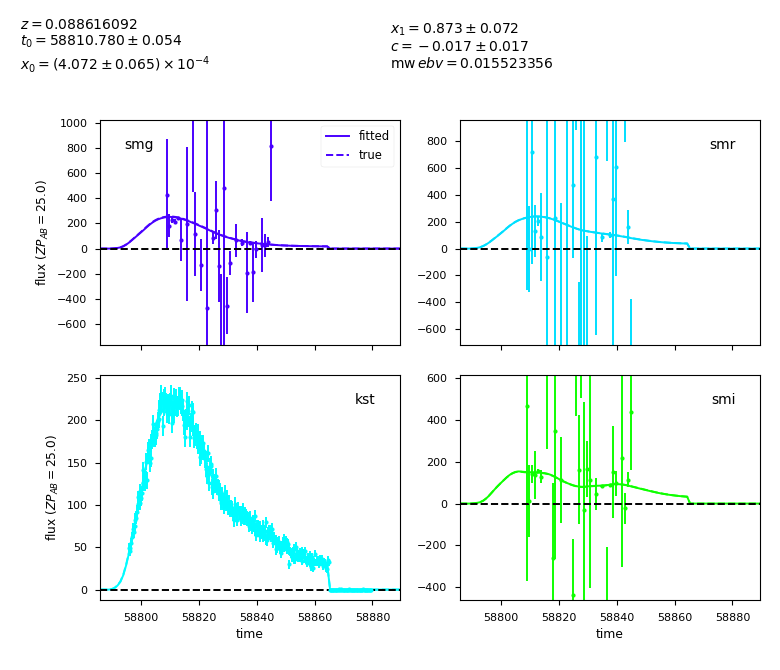 z = 0.088616092
t₀ = 58810.780 ± 0.054
x₀ = (4.072 ± 0.065) × 10⁻⁴
x₁ = 0.873 ± 0.072
c = −0.017 ± 0.017
mw ebv = 0.015523356
smg
fitted
true
flux (ZP_AB = 25.0)
1000
800
600
400
200
0
−200
−400
−600
smr
800
600
400
200
0
−200
−400
−600
kst
flux (ZP_AB = 25.0)
250
200
150
100
50
0
58800 58820 58840 58860 58880
time
smi
600
400
200
0
−200
−400
58800 58820 58840 58860 58880
time